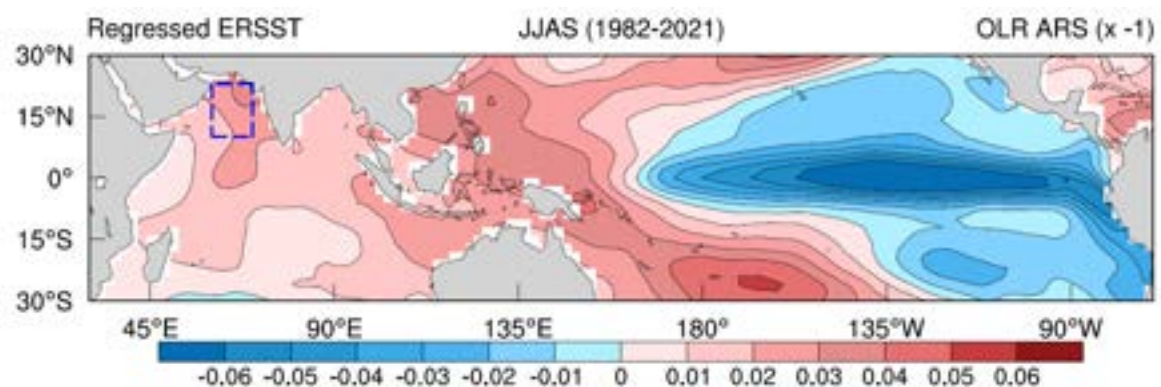 Regressed ERSST JJAS (1982-2021) OLR ARS (x -1)
30°N
15°N
0°
15°S
30°S
45°E 90°E 135°E 180° 135°W 90°W
-0.06 -0.05 -0.04 -0.03 -0.02 -0.01 0 0.01 0.02 0.03 0.04 0.05 0.06